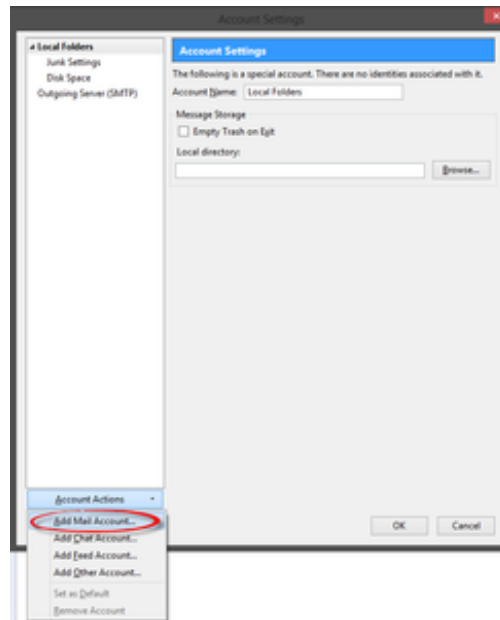 Account Settings
Local Folders
Junk Settings
Disk Space
Outgoing Server (SMTP)
Account Settings
The following is a special account. There are no identities associated with it.
Account Name: Local Folders
Message Storage
Empty Trash on Exit
Local directory:
Browse...
Account Actions
Add Mail Account...
Add Chat Account...
Add Feed Account...
Add Other Account...
Set as Default
Remove Account
OK Cancel